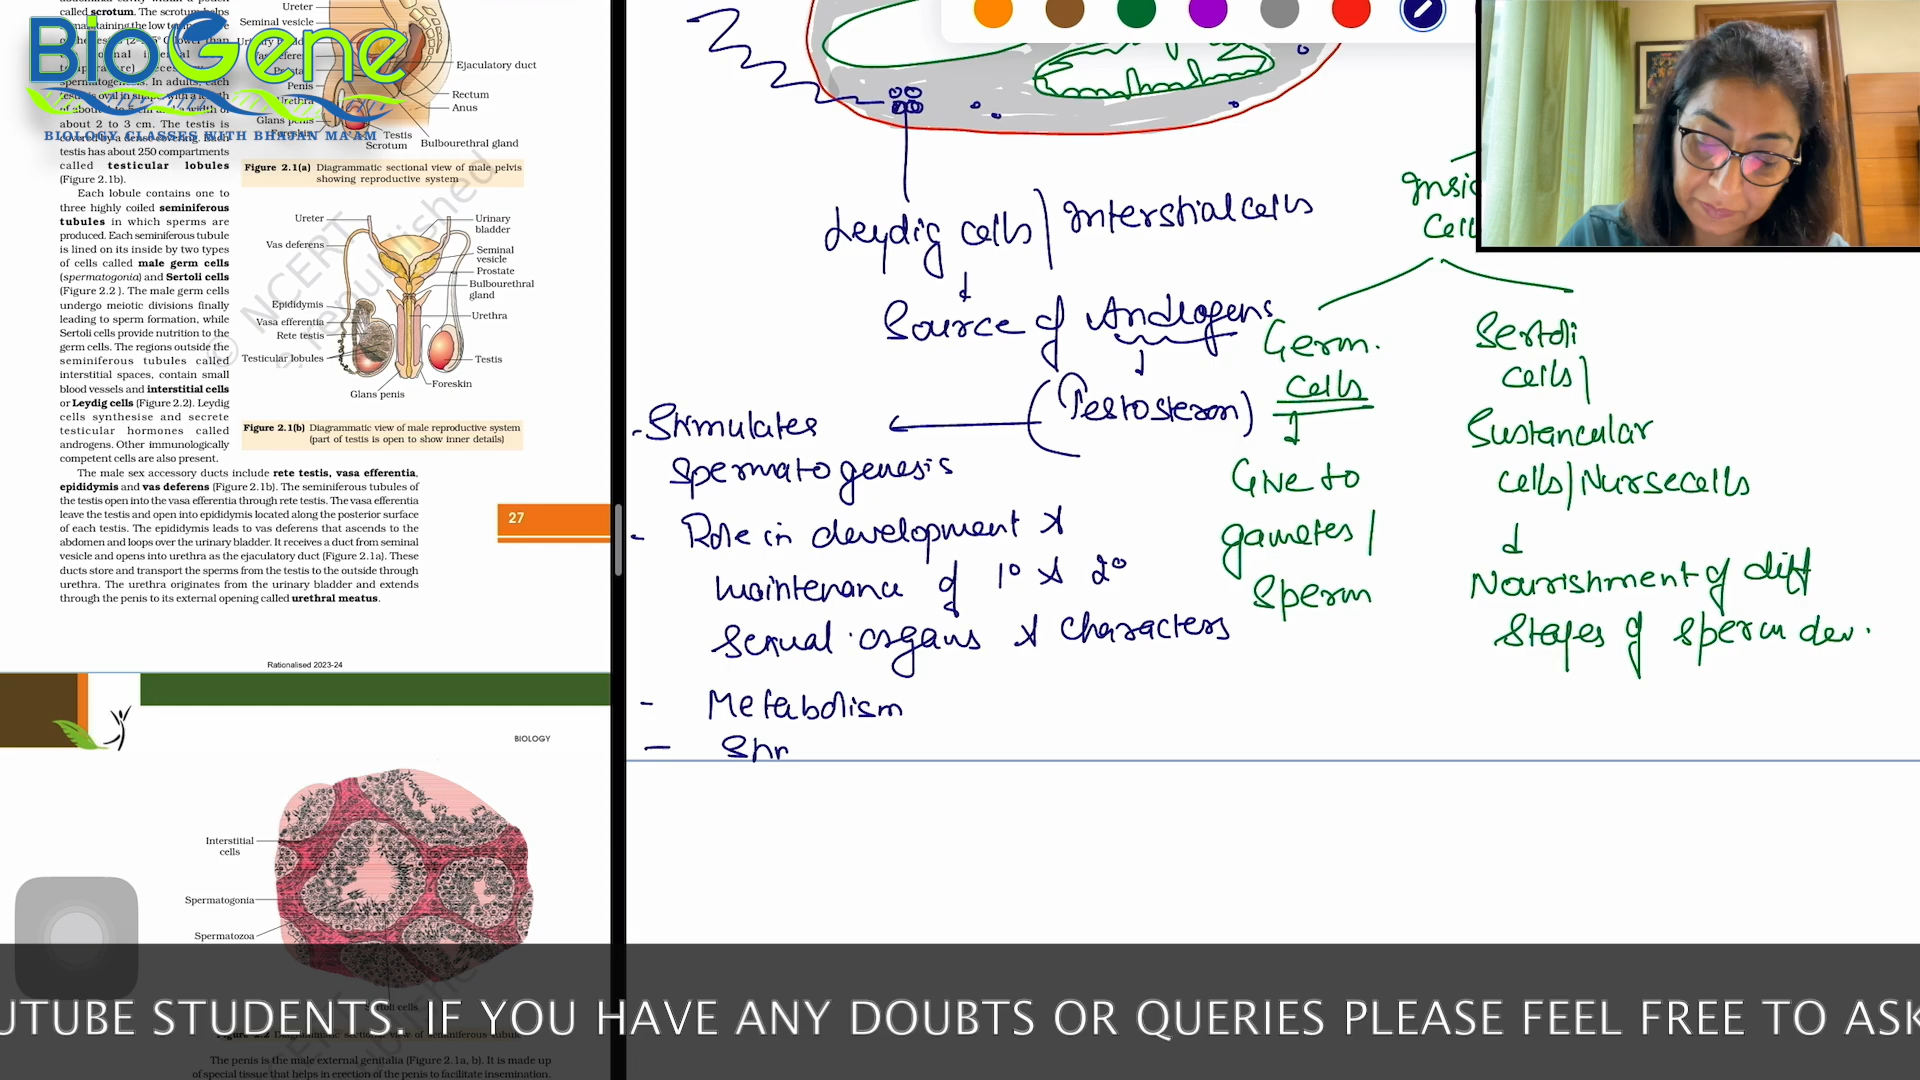 called scrotum. The scrotum helps
BioGene
BIOLOGY CLASSES WITH BHAGAN MA'AM
about 2 to 3 cm. The testis is
testis has about 250 compartments
called testicular lobules
(Figure 2.1b).
Each lobule contains one to
three highly coiled seminiferous
tubules in which sperms are
produced. Each seminiferous tubule
is lined on its inside by two types
of cells called male germ cells
(spermatogonia) and Sertoli cells
(Figure 2.2 ). The male germ cells
undergo meiotic divisions finally
leading to sperm formation, while
Sertoli cells provide nutrition to the
germ cells. The regions outside the
seminiferous tubules called
interstitial spaces, contain small
blood vessels and interstitial cells
or Leydig cells (Figure 2.2). Leydig
cells synthesise and secrete
testicular hormones called
androgens. Other immunologically
competent cells are also present.
Ureter
Seminal vesicle
Penis
Urethra
Glans penis
Testis
Scrotum
Ejaculatory duct
Rectum
Anus
Bulbourethral gland
Figure 2.1(a) Diagrammatic sectional view of male pelvis
showing reproductive system
Ureter
Vas deferens
Epididymis
Vasa efferentia
Rete testis
Testicular lobules
Glans penis
Urinary
bladder
Seminal
vesicle
Prostate
Bulbourethral
gland
Urethra
Testis
Foreskin
Figure 2.1(b) Diagrammatic view of male reproductive system
(part of testis is open to show inner details)
The male sex accessory ducts include rete testis, vasa efferentia,
epididymis and vas deferens (Figure 2.1b). The seminiferous tubules of
the testis open into the vasa efferentia through rete testis. The vasa efferentia
leave the testis and open into epididymis located along the posterior surface
of each testis. The epididymis leads to vas deferens that ascends to the
abdomen and loops over the urinary bladder. It receives a duct from seminal
vesicle and opens into urethra as the ejaculatory duct (Figure 2.1a). These
ducts store and transport the sperms from the testis to the outside through
urethra. The urethra originates from the urinary bladder and extends
through the penis to its external opening called urethral meatus.
27
Rationalised 2023-24
BIOLOGY
Interstitial
cells
Spermatogonia
Spermatozoa
The penis is the male external genitalia (Figure 2.1a, b). It is made up
of special tissue that helps in erection of the penis to facilitate insemination.
© NCERT
Leydig cells | Interstial cells
Source of Androgens
(Testosteron)
- Stimulates
Spermatogenesis
- Role in development &
maintenance of 1° & 2°
Sexual organs & characters
- Metabolism
-
Cell
Germ.
cells
Give to
gametes /
Sperm
Sertoli
cells/
Sustencular
cells/Nursecells
Nourishment of diff
Stages of sperm dev.
UTUBE STUDENTS. IF YOU HAVE ANY DOUBTS OR QUERIES PLEASE FEEL FREE TO ASK